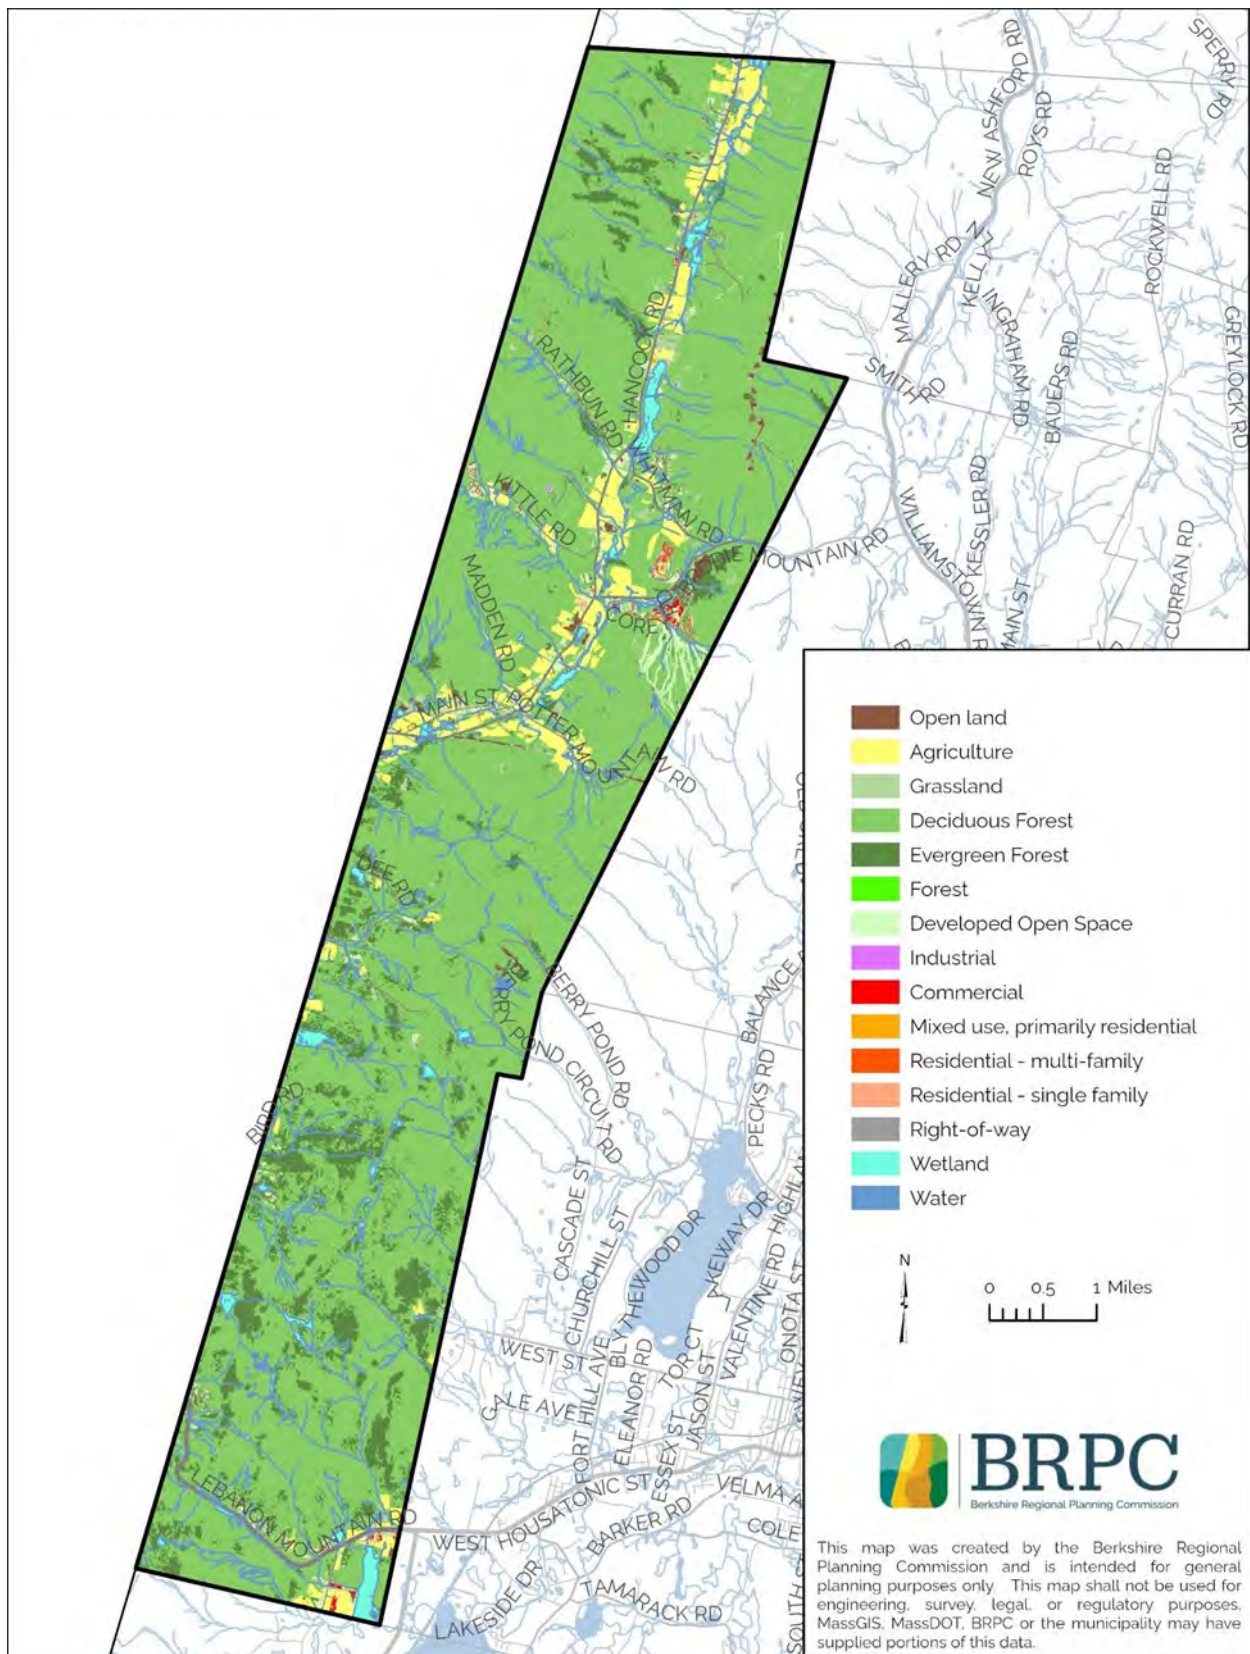 SPERRY RD
NEW ASHFORD RD
ROYS RD
ROCKWELL RD
MALLERY RD
KELLY
INGRAHAM RD
BAUERS RD
GREYLOCK RD
SMITH RD
HANCOCK RD
RATHBUN RD
WHITMAN RD
KITTLE RD
BRODIE MOUNTAIN RD
WILLIAMSTOWN
KESSLER RD
MAIN ST
CURRAN RD
MADDEN RD
COREY
MAIN ST
POTTER MOUNTAIN RD
DEE RD
BERRY POND RD
BERRY POND CIRCUIT RD
BALANCE
PECKS RD
BIRD RD
CASCADE ST
CHURCHILL ST
BLYTHEWOOD DR
LAKEWAY DR
VALENTINE RD
HIGHLAN
ONOTA ST
WEST ST
TOR CT
JASON ST
GALE AVE
FORT HILL AVE
ELEANOR RD
ESSEX ST
LEBANON MOUNTAIN RD
WEST HOUSATONIC ST
VELMA A
BARKER RD
COLE
LAKESIDE DR
TAMARACK RD
SOUTH
Open land
Agriculture
Grassland
Deciduous Forest
Evergreen Forest
Forest
Developed Open Space
Industrial
Commercial
Mixed use, primarily residential
Residential - multi-family
Residential - single family
Right-of-way
Wetland
Water
N
0 0.5 1 Miles
BRPC
Berkshire Regional Planning Commission
This map was created by the Berkshire Regional
Planning Commission and is intended for general
planning purposes only. This map shall not be used for
engineering, survey, legal, or regulatory purposes.
MassGIS, MassDOT, BRPC or the municipality may have
supplied portions of this data.